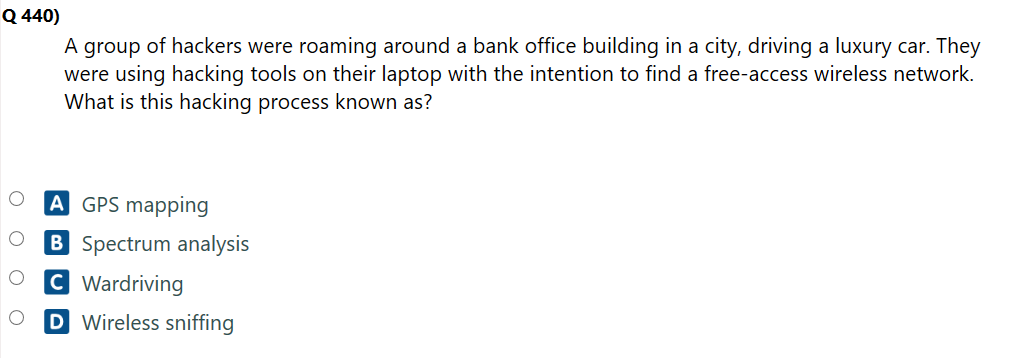 Q 440)
A group of hackers were roaming around a bank office building in a city, driving a luxury car. They
were using hacking tools on their laptop with the intention to find a free-access wireless network.
What is this hacking process known as?
A GPS mapping
B Spectrum analysis
C Wardriving
D Wireless sniffing